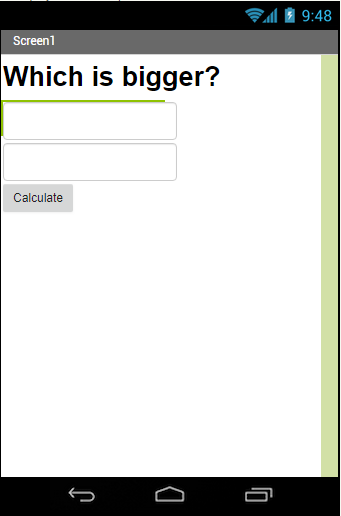 9:48
Screen1
Which is bigger?
Calculate